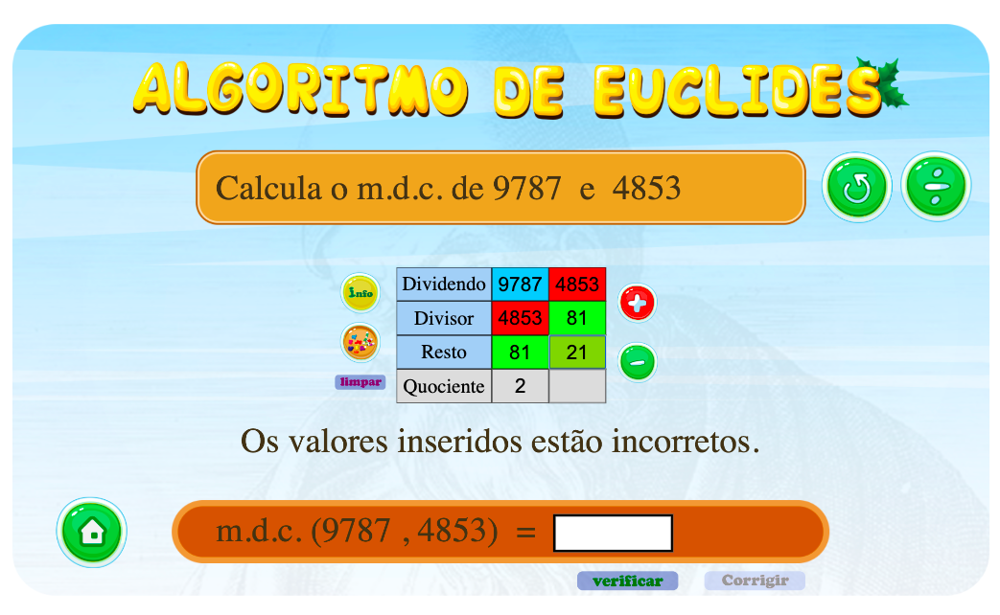 ALGORITMO DE EUCLIDES
Calcula o m.d.c. de 9787 e 4853
Info
limpar
Dividendo 9787 4853
Divisor 4853 81
Resto 81 21
Quociente 2
Os valores inseridos estão incorretos.
m.d.c. (9787 , 4853) =
verificar Corrigir